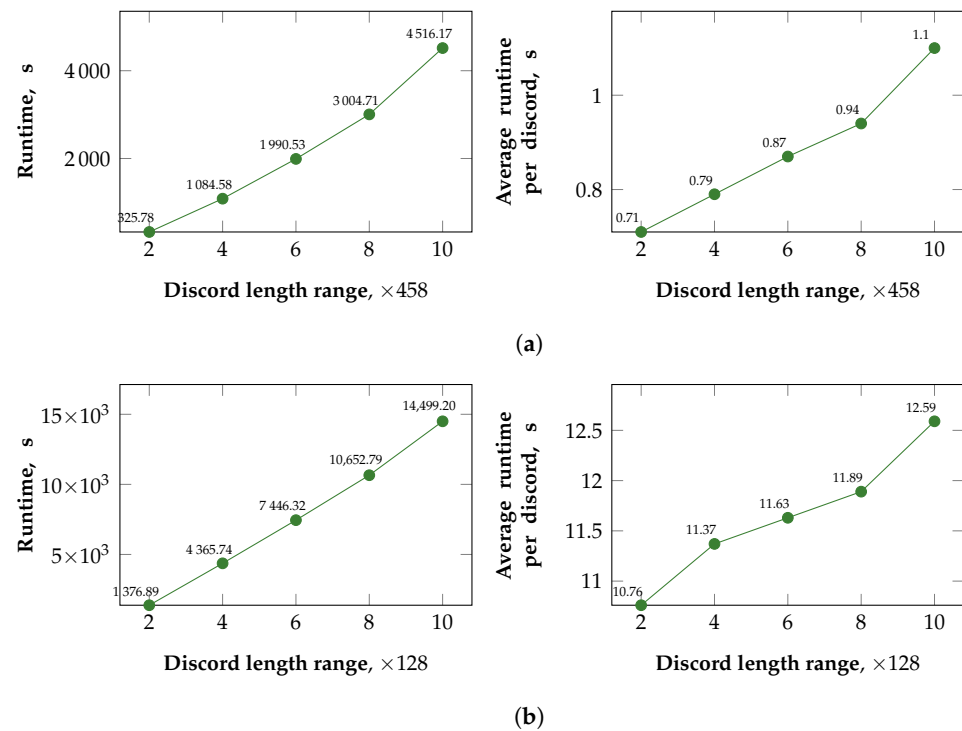 4 516.17
4 000
3 004.71
2 000
1 990.53
1 084.58
325.78
2 4 6 8 10
Runtime, s
Discord length range, ×458
1.1
1
0.94
0.87
0.8
0.79
0.71
2 4 6 8 10
Average runtime
per discord, s
Discord length range, ×458
(a)
15×10³
14,499.20
10,652.79
10×10³
7 446.32
5×10³
4 365.74
1 376.89
2 4 6 8 10
Runtime, s
Discord length range, ×128
12.59
12.5
12
11.89
11.63
11.5
11.37
11
10.76
2 4 6 8 10
Average runtime
per discord, s
Discord length range, ×128
(b)